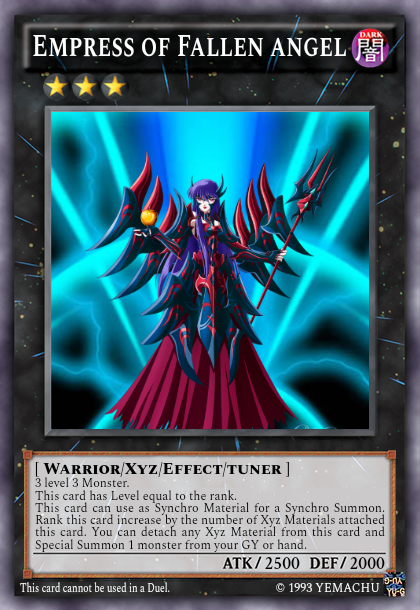 EMPRESS OF FALLEN ANGEL
DARK
闇
[ WARRIOR/XYZ/EFFECT/TUNER ]
3 level 3 Monster.
This card has Level equal to the rank.
This card can use as Synchro Material for a Synchro Summon.
Rank this card increase by the number of Xyz Materials attached
this card. You can detach any Xyz Material from this card and
Special Summon 1 monster from your GY or hand.
ATK / 2500 DEF / 2000
This card cannot be used in a Duel.
© 1993 YEMACHU